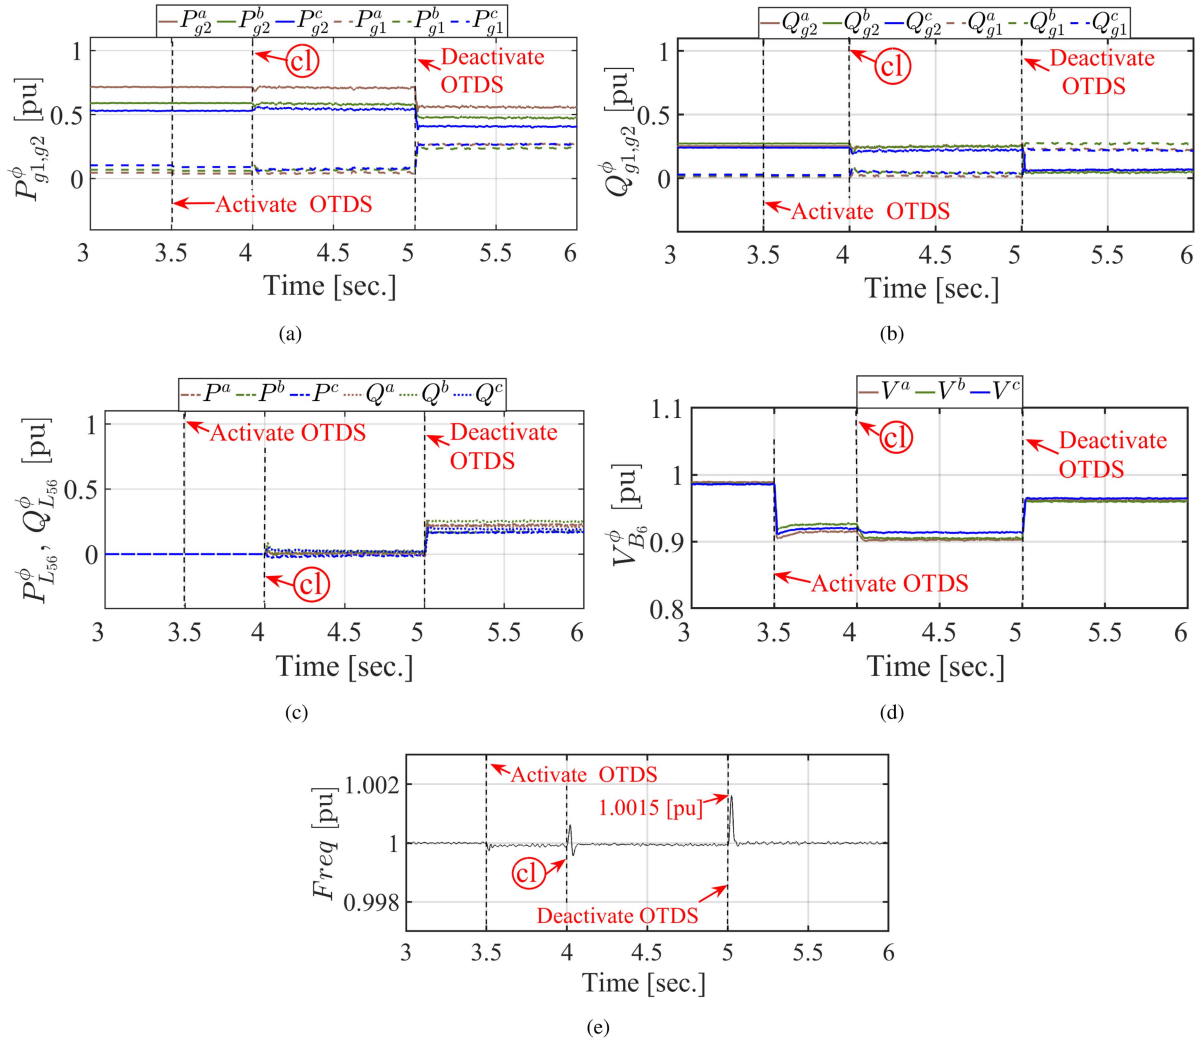 P^a_{g2} P^b_{g2} P^c_{g2} P^a_{g1} P^b_{g1} P^c_{g1}
1
0.5
0
P^ϕ_{g1,g2} [pu]
cl
Deactivate
OTDS
Activate OTDS
3 3.5 4 4.5 5 5.5 6
Time [sec.]
(a)
Q^a_{g2} Q^b_{g2} Q^c_{g2} Q^a_{g1} Q^b_{g1} Q^c_{g1}
1
0.5
0
Q^ϕ_{g1,g2} [pu]
cl
Deactivate
OTDS
Activate OTDS
3 3.5 4 4.5 5 5.5 6
Time [sec.]
(b)
P^a P^b P^c Q^a Q^b Q^c
1
0.5
0
P^ϕ_{L_{56}}, Q^ϕ_{L_{56}} [pu]
Activate OTDS
Deactivate
OTDS
cl
3 3.5 4 4.5 5 5.5 6
Time [sec.]
(c)
V^a V^b V^c
1.1
1
0.9
0.8
V^ϕ_{B_6} [pu]
cl
Deactivate
OTDS
Activate OTDS
3 3.5 4 4.5 5 5.5 6
Time [sec.]
(d)
1.002
1
0.998
Freq [pu]
Activate OTDS
1.0015 [pu]
cl
Deactivate OTDS
3 3.5 4 4.5 5 5.5 6
Time [sec.]
(e)